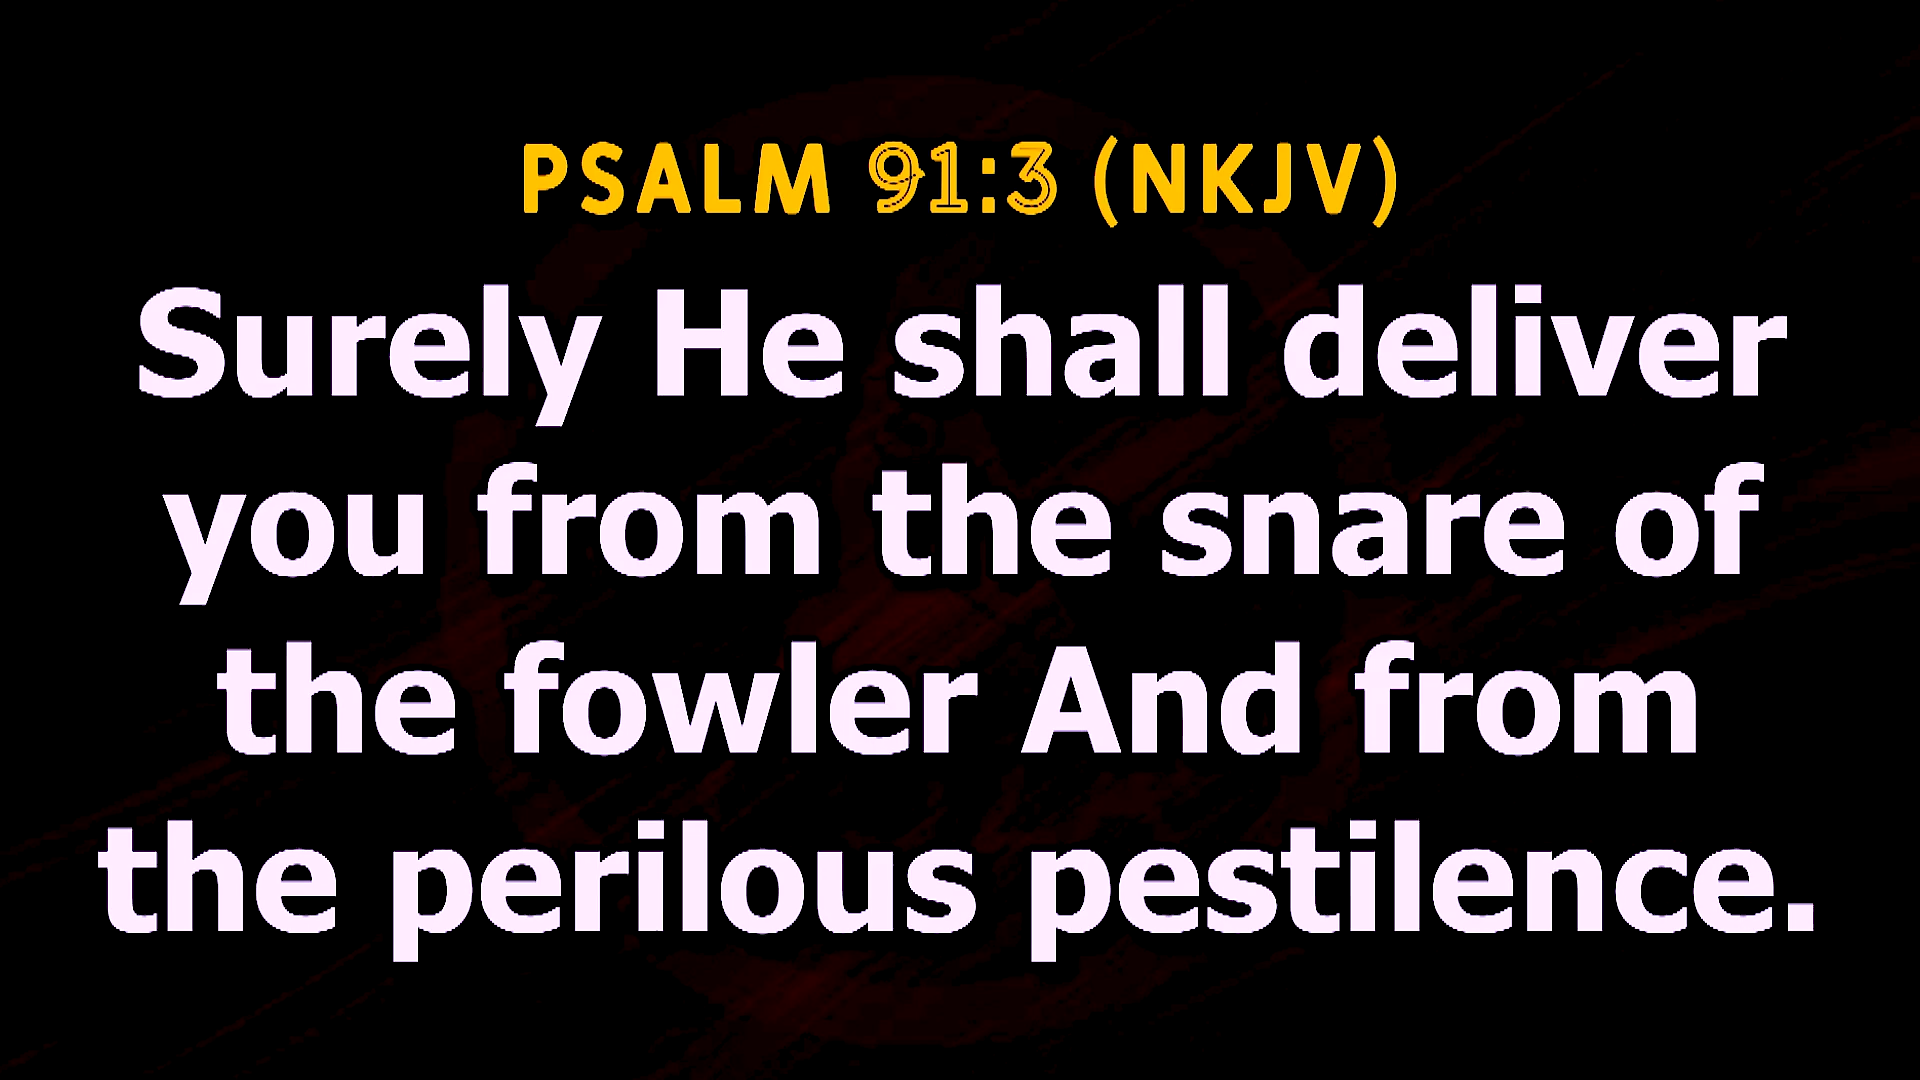 PSALM 91:3 (NKJV)
Surely He shall deliver
you from the snare of
the fowler And from
the perilous pestilence.